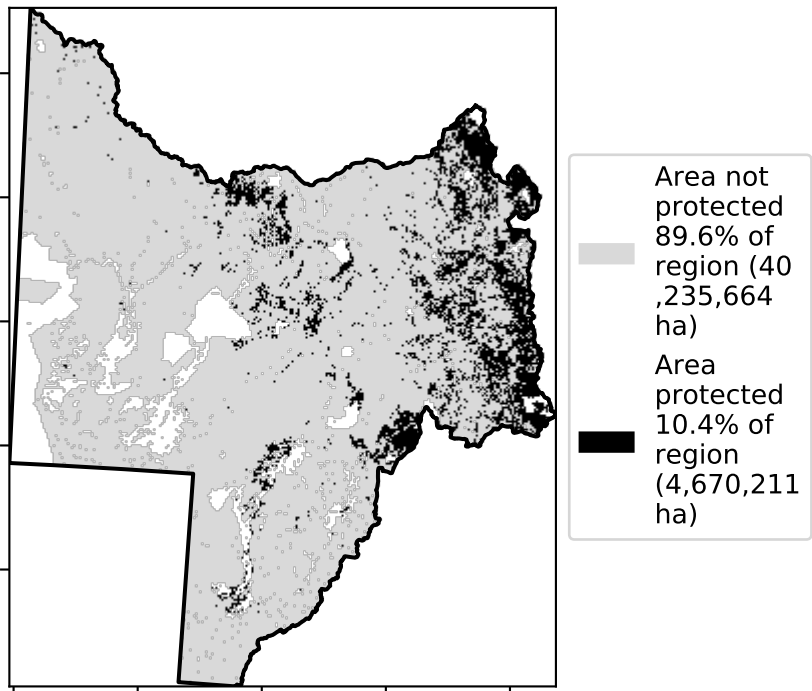 Area not
protected
89.6% of
region (40
,235,664
ha)
Area
protected
10.4% of
region
(4,670,211
ha)